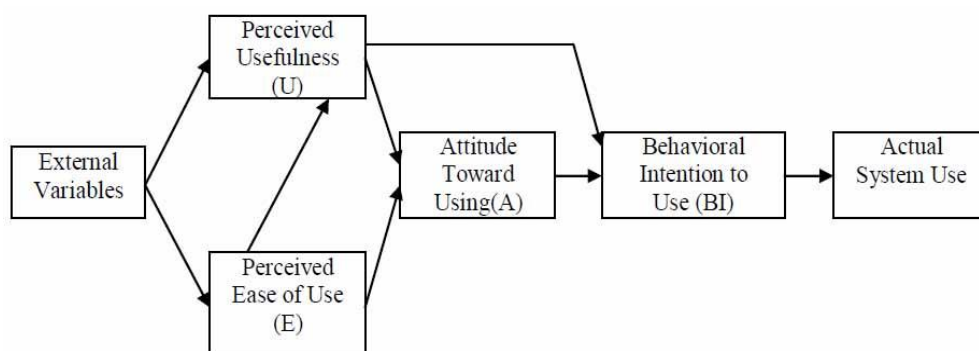 Perceived
Usefulness
(U)
External
Variables
Attitude
Toward
Using(A)
Behavioral
Intention to
Use (BI)
Actual
System Use
Perceived
Ease of Use
(E)